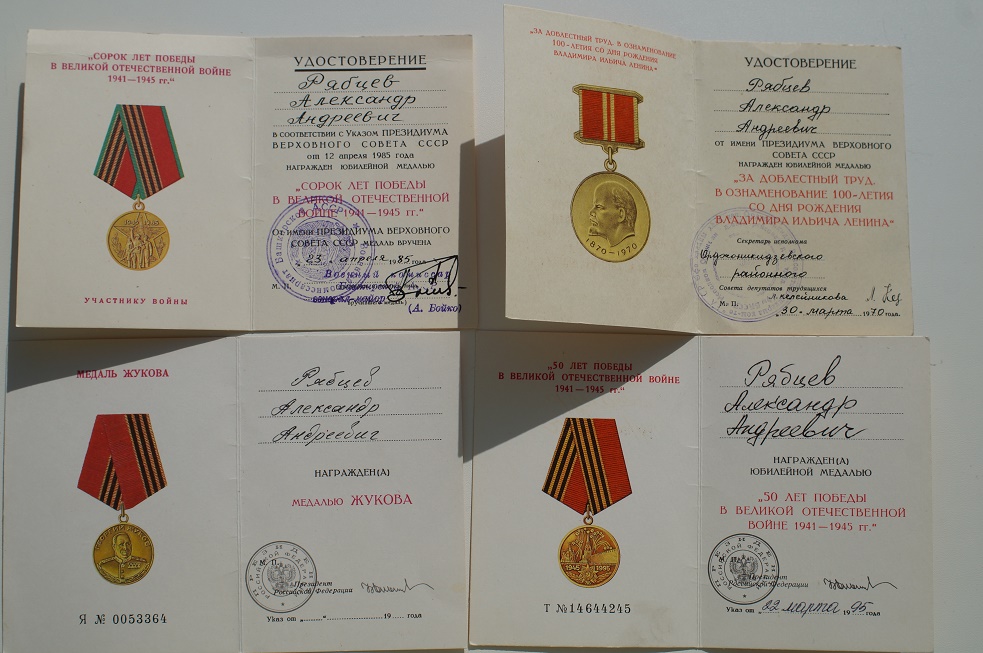 „СОРОК ЛЕТ ПОБЕДЫ
В ВЕЛИКОЙ ОТЕЧЕСТВЕННОЙ ВОЙНЕ
1941—1945 гг.“
УЧАСТНИКУ ВОЙНЫ
УДОСТОВЕРЕНИЕ
Рябцев
Александр
Андреевич
В СООТВЕТСТВИИ С УКАЗОМ ПРЕЗИДИУМА
ВЕРХОВНОГО СОВЕТА СССР
от 12 апреля 1985 года
НАГРАЖДЕН ЮБИЛЕЙНОЙ МЕДАЛЬЮ
„СОРОК ЛЕТ ПОБЕДЫ
В ВЕЛИКОЙ ОТЕЧЕСТВЕННОЙ
ВОЙНЕ 1941—1945 гг.“
ОТ ИМЕНИ ПРЕЗИДИУМА ВЕРХОВНОГО
СОВЕТА СССР МЕДАЛЬ ВРУЧЕНА
„23“ апреля 1985 года
Военный комиссар
М. П.
генерал-майор
(А. Бойко)
„ЗА ДОБЛЕСТНЫЙ ТРУД. В ОЗНАМЕНОВАНИЕ
100-ЛЕТИЯ СО ДНЯ РОЖДЕНИЯ
ВЛАДИМИРА ИЛЬИЧА ЛЕНИНА“
1870-1970
УДОСТОВЕРЕНИЕ
Рябцев
Александр
Андреевич
ОТ ИМЕНИ ПРЕЗИДИУМА ВЕРХОВНОГО
СОВЕТА СССР
НАГРАЖДЕН ЮБИЛЕЙНОЙ МЕДАЛЬЮ
„ЗА ДОБЛЕСТНЫЙ ТРУД.
В ОЗНАМЕНОВАНИЕ 100-ЛЕТИЯ
СО ДНЯ РОЖДЕНИЯ
ВЛАДИМИРА ИЛЬИЧА ЛЕНИНА“
Секретарь исполкома
Орджоникидзевского
районного
Совета депутатов трудящихся
М. П.
„30“ марта 1970 года.
МЕДАЛЬ ЖУКОВА
Я № 0053364
Рябцев
Александр
Андреевич
НАГРАЖДЕН(А)
МЕДАЛЬЮ ЖУКОВА
М. П.
Президент
Российской Федерации
Указ от „......“ 19 года
„50 ЛЕТ ПОБЕДЫ
В ВЕЛИКОЙ ОТЕЧЕСТВЕННОЙ ВОЙНЕ
1941—1945 гг.“
1945 1995
Т №14644245
Рябцев
Александр
Андреевич
НАГРАЖДЕН(А)
ЮБИЛЕЙНОЙ МЕДАЛЬЮ
„50 ЛЕТ ПОБЕДЫ
В ВЕЛИКОЙ ОТЕЧЕСТВЕННОЙ
ВОЙНЕ 1941—1945 гг.“
М. П.
Президент
Российской Федерации
Указ от 22 марта 1995 года